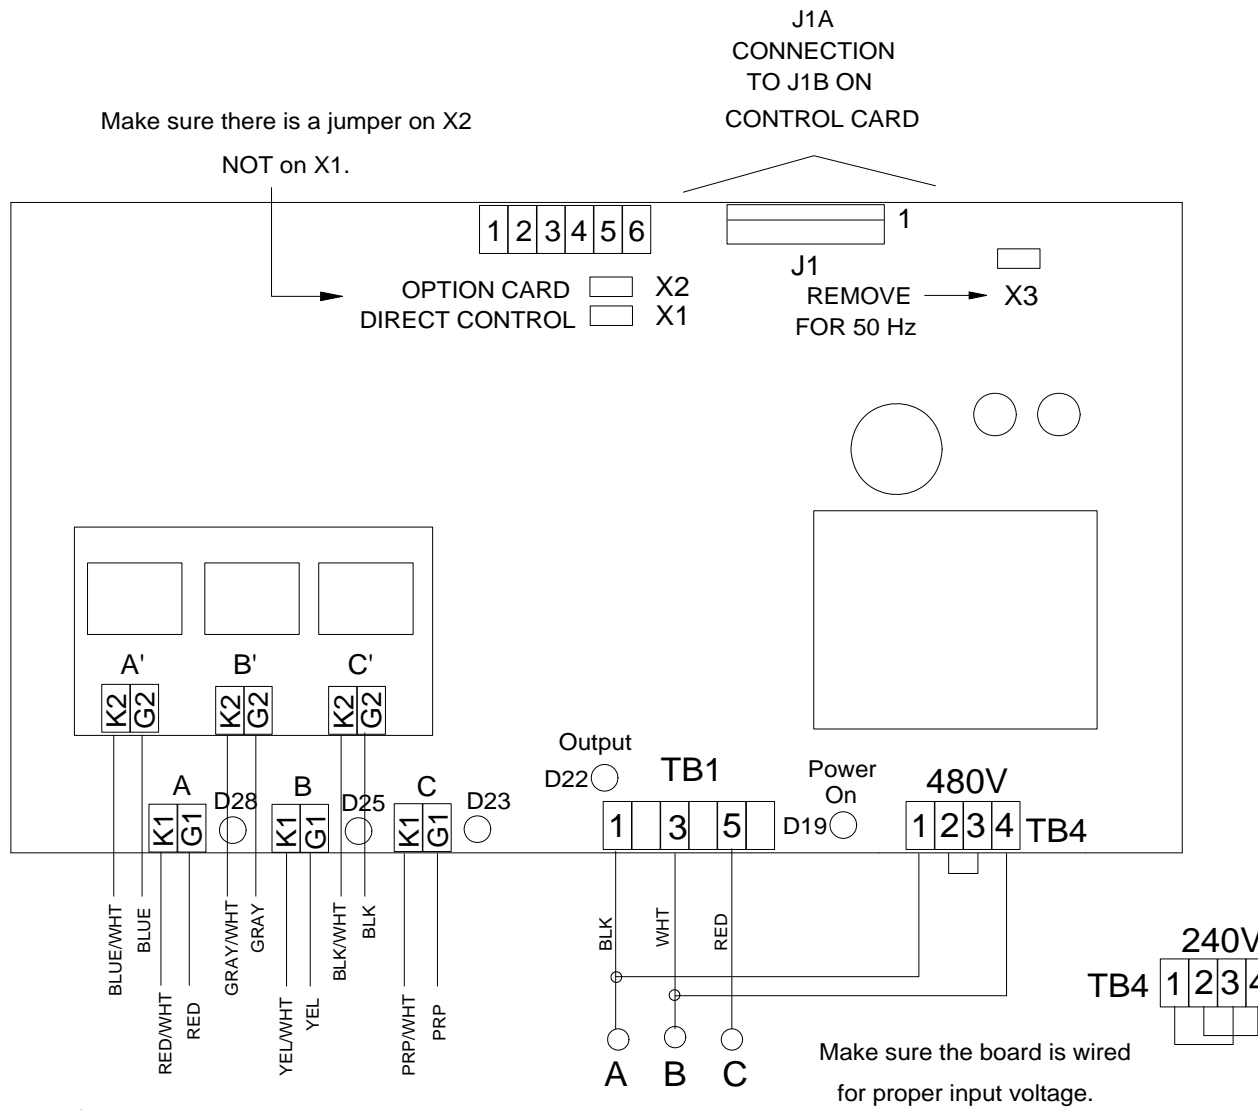 J1A
CONNECTION
TO J1B ON
CONTROL CARD
Make sure there is a jumper on X2
NOT on X1.
1 2 3 4 5 6
1
J1
OPTION CARD X2
DIRECT CONTROL X1
REMOVE
FOR 50 Hz
X3
A' B' C'
K2 G2 K2 G2 K2 G2
A B C
D28 D25 D23
K1 G1 K1 G1 K1 G1
Output
D22
TB1
1 3 5
Power
On
D19
480V
1 2 3 4 TB4
BLUE/WHT
BLUE
RED/WHT
RED
GRAY/WHT
GRAY
YEL/WHT
YEL
BLK/WHT
BLK
PRP/WHT
PRP
BLK
WHT
RED
A B C
240V
TB4 1 2 3 4
Make sure the board is wired
for proper input voltage.